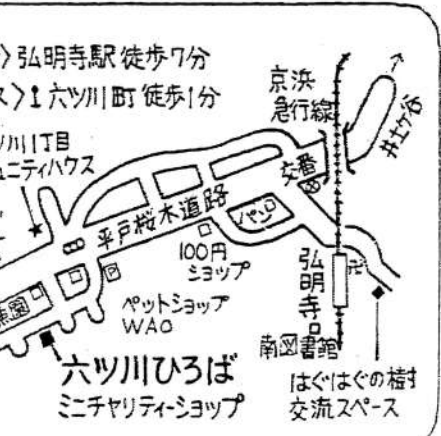 〉弘明寺駅徒歩7分
ス〉六ツ川町徒歩1分
川1丁目
ュニティハウス
京浜
急行線
井土ヶ谷
交番
平戸桜木道路
パン
100円
ショップ
弘明寺
ペットショップ
WAO
南図書館
六ツ川ひろば
ミニチャリティーショップ
はぐはぐの樹
交流スペース